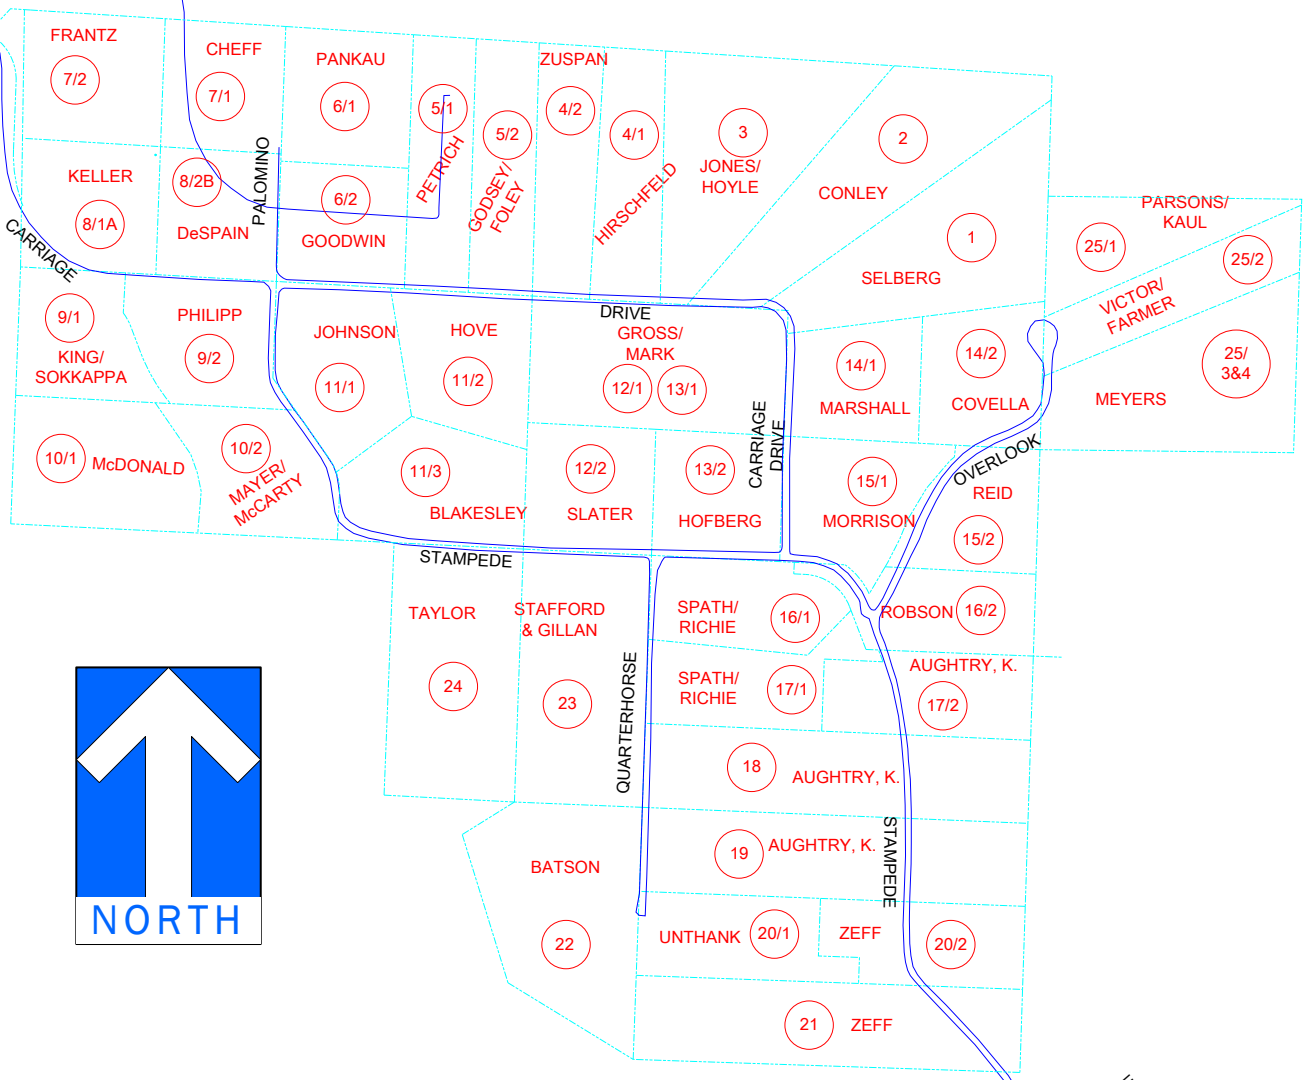 FRANTZ
7/2
CHEFF
7/1
PANKAU
6/1
5/1
PETRICH
5/2
GODSEY/
FOLEY
ZUSPAN
4/2
4/1
HIRSCHFELD
3
JONES/
HOYLE
2
CONLEY
1
SELBERG
PARSONS/
KAUL
25/1
25/2
VICTOR/
FARMER
25/
3&4
MEYERS
KELLER
8/1A
8/2B
DeSPAIN
PALOMINO
6/2
GOODWIN
CARRIAGE
DRIVE
9/1
KING/
SOKKAPPA
PHILIPP
9/2
JOHNSON
11/1
HOVE
11/2
GROSS/
MARK
12/1
13/1
CARRIAGE
DRIVE
14/1
MARSHALL
14/2
COVELLA
OVERLOOK
10/1
McDONALD
10/2
MAYER/
McCARTY
11/3
BLAKESLEY
12/2
SLATER
13/2
HOFBERG
15/1
MORRISON
REID
15/2
STAMPEDE
TAYLOR
24
STAFFORD
& GILLAN
23
QUARTERHORSE
SPATH/
RICHIE
16/1
ROBSON
16/2
SPATH/
RICHIE
17/1
AUGHTRY, K.
17/2
18
AUGHTRY, K.
19
AUGHTRY, K.
STAMPEDE
BATSON
22
UNTHANK
20/1
ZEFF
20/2
21
ZEFF
NORTH